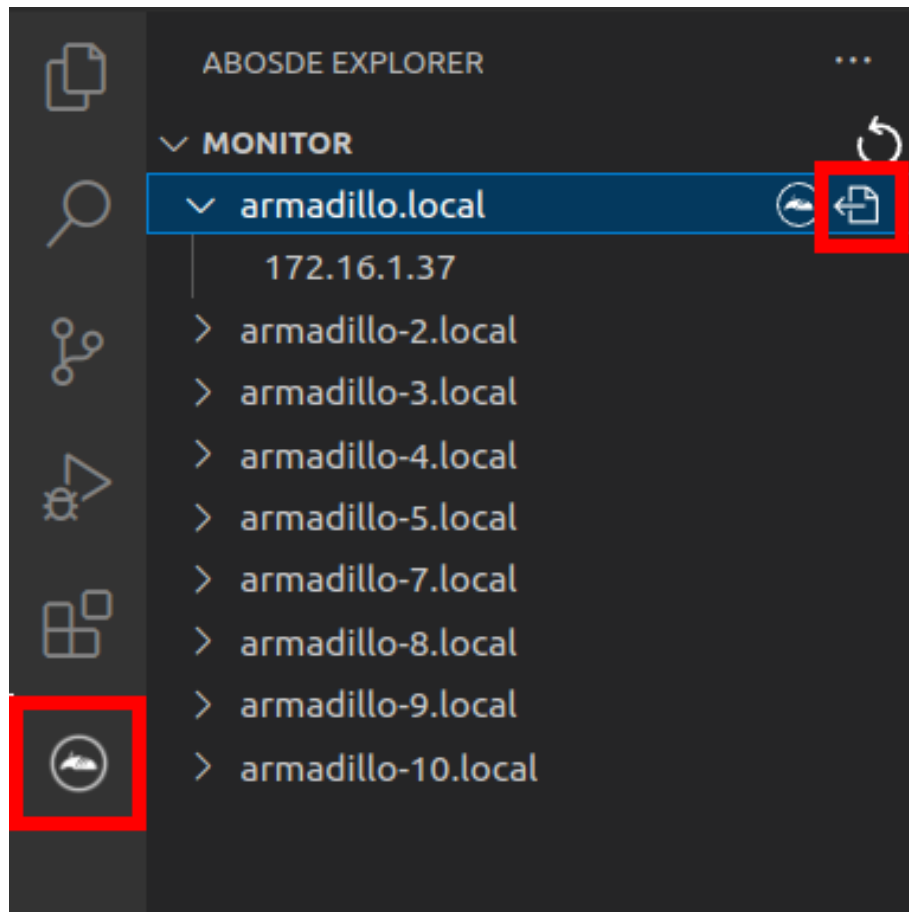 ABOSDE EXPLORER
MONITOR
armadillo.local
172.16.1.37
armadillo-2.local
armadillo-3.local
armadillo-4.local
armadillo-5.local
armadillo-7.local
armadillo-8.local
armadillo-9.local
armadillo-10.local